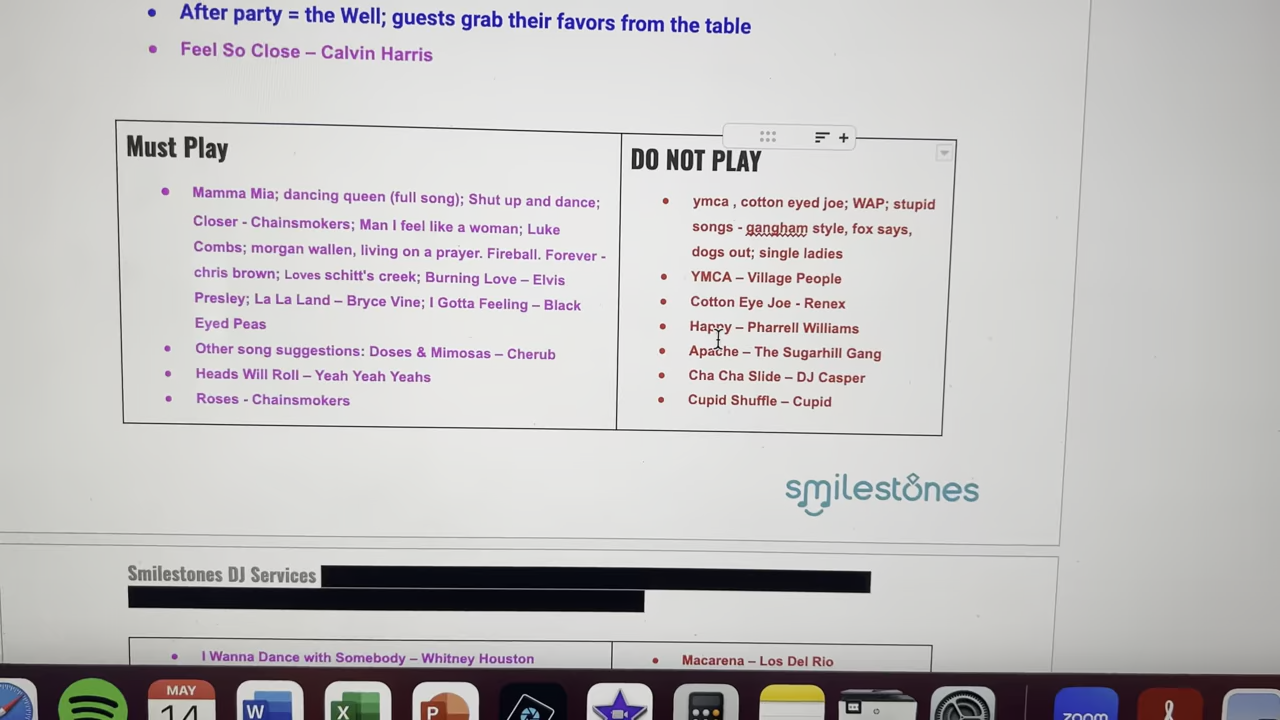 After party = the Well; guests grab their favors from the table
Feel So Close – Calvin Harris
Must Play
Mamma Mia; dancing queen (full song); Shut up and dance;
Closer - Chainsmokers; Man I feel like a woman; Luke
Combs; morgan wallen, living on a prayer. Fireball. Forever -
chris brown; Loves schitt's creek; Burning Love – Elvis
Presley; La La Land – Bryce Vine; I Gotta Feeling – Black
Eyed Peas
Other song suggestions: Doses & Mimosas – Cherub
Heads Will Roll – Yeah Yeah Yeahs
Roses - Chainsmokers
DO NOT PLAY
ymca , cotton eyed joe; WAP; stupid
songs - gangham style, fox says,
dogs out; single ladies
YMCA – Village People
Cotton Eye Joe - Renex
Happy – Pharrell Williams
Apache – The Sugarhill Gang
Cha Cha Slide – DJ Casper
Cupid Shuffle – Cupid
smilestones
Smilestones DJ Services
I Wanna Dance with Somebody – Whitney Houston
Macarena – Los Del Rio
MAY
14
W
X
P
zoom